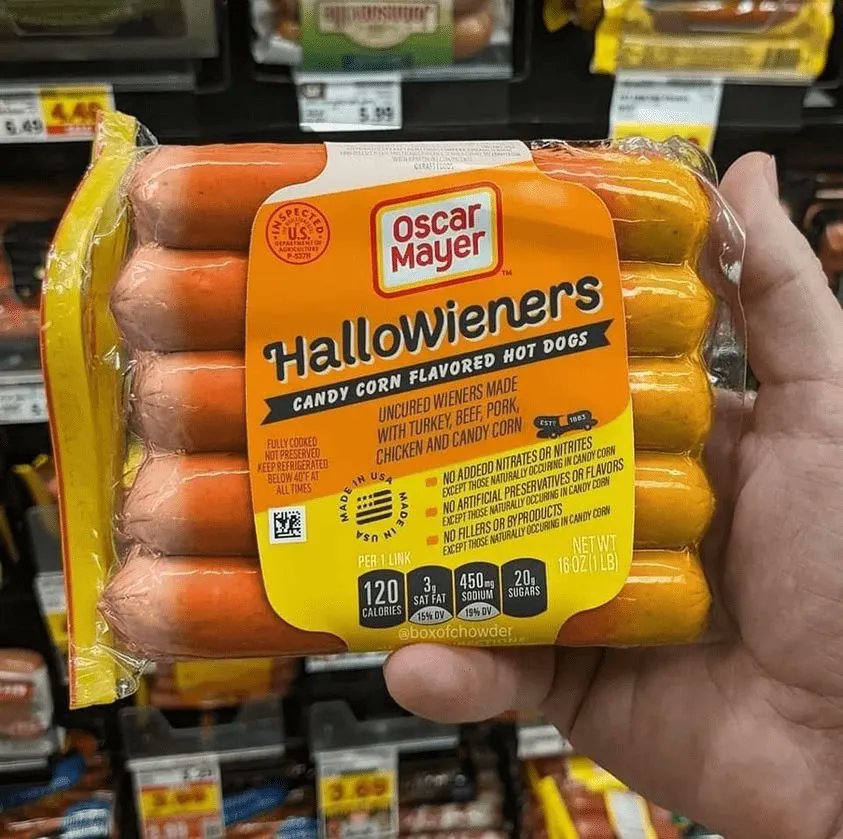 5.49
4.49
5.99
INSPECTED
U.S.
DEPARTMENT OF
AGRICULTURE
P-537H
Oscar
Mayer
TM
HalloWieners
CANDY CORN FLAVORED HOT DOGS
UNCURED WIENERS MADE
WITH TURKEY, BEEF, PORK,
CHICKEN AND CANDY CORN
ESTD 1883
FULLY COOKED
NOT PRESERVED
KEEP REFRIGERATED
BELOW 40°F AT
ALL TIMES
MADE IN USA
MADE IN USA
NO ADDEDD NITRATES OR NITRITES
EXCEPT THOSE NATURALLY OCCURING IN CANDY CORN
NO ARTIFICIAL PRESERVATIVES OR FLAVORS
EXCEPT THOSE NATURALLY OCCURING IN CANDY CORN
NO FILLERS OR BYPRODUCTS
EXCEPT THOSE NATURALLY OCCURING IN CANDY CORN
NET WT
16 OZ (1 LB)
PER 1 LINK
120
CALORIES
3g
SAT FAT
15% DV
450mg
SODIUM
19% DV
20g
SUGARS
@boxofchowder